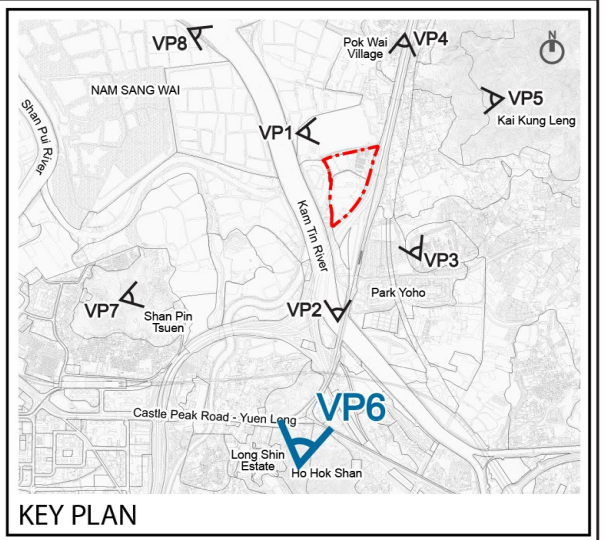 VP8
Pok Wai
Village
VP4
N
NAM SANG WAI
VP5
Kai Kung Leng
Shan Pui River
VP1
Kam Tin River
VP3
VP7
Shan Pin
Tsuen
VP2
Park Yoho
VP6
Castle Peak Road - Yuen Long
Long Shin
Estate
Ho Hok Shan
KEY PLAN